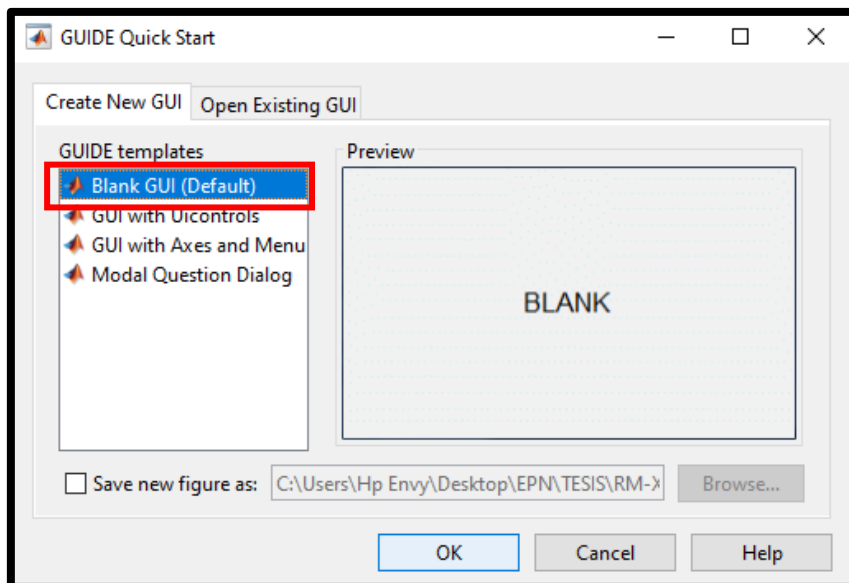 GUIDE Quick Start
Create New GUI
Open Existing GUI
GUIDE templates
Blank GUI (Default)
GUI with Uicontrols
GUI with Axes and Menu
Modal Question Dialog
Preview
BLANK
Save new figure as:
C:\Users\Hp Envy\Desktop\EPN\TESIS\RM-X
Browse...
OK
Cancel
Help